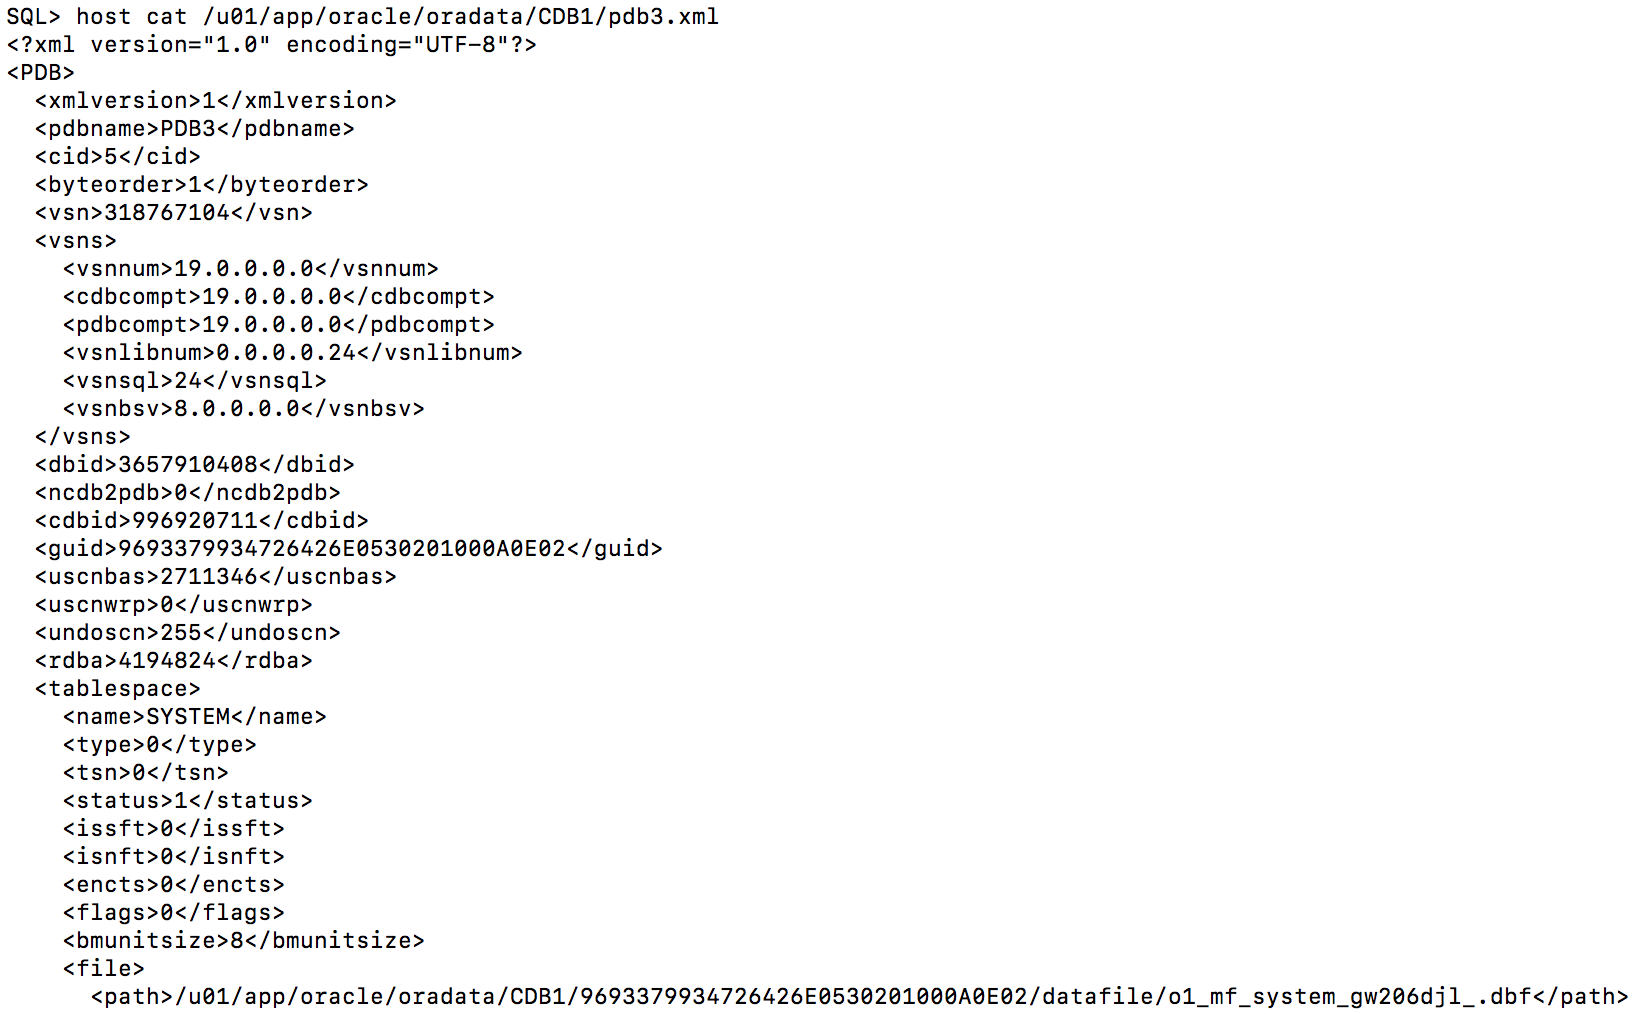 SQL> host cat /u01/app/oracle/oradata/CDB1/pdb3.xml
<?xml version="1.0" encoding="UTF-8"?>
<PDB>
  <xmlversion>1</xmlversion>
  <pdbname>PDB3</pdbname>
  <cid>5</cid>
  <byteorder>1</byteorder>
  <vsn>318767104</vsn>
  <vsns>
    <vsnnum>19.0.0.0.0</vsnnum>
    <cdbcompt>19.0.0.0.0</cdbcompt>
    <pdbcompt>19.0.0.0.0</pdbcompt>
    <vsnlibnum>0.0.0.0.24</vsnlibnum>
    <vsnsql>24</vsnsql>
    <vsnbsv>8.0.0.0.0</vsnbsv>
  </vsns>
  <dbid>3657910408</dbid>
  <ncdb2pdb>0</ncdb2pdb>
  <cdbid>996920711</cdbid>
  <guid>9693379934726426E0530201000A0E02</guid>
  <uscnbas>2711346</uscnbas>
  <uscnwrp>0</uscnwrp>
  <undoscn>255</undoscn>
  <rdba>4194824</rdba>
  <tablespace>
    <name>SYSTEM</name>
    <type>0</type>
    <tsn>0</tsn>
    <status>1</status>
    <issft>0</issft>
    <isnft>0</isnft>
    <encts>0</encts>
    <flags>0</flags>
    <bmunitsize>8</bmunitsize>
    <file>
      <path>/u01/app/oracle/oradata/CDB1/9693379934726426E0530201000A0E02/datafile/o1_mf_system_gw206djl_.dbf</path>